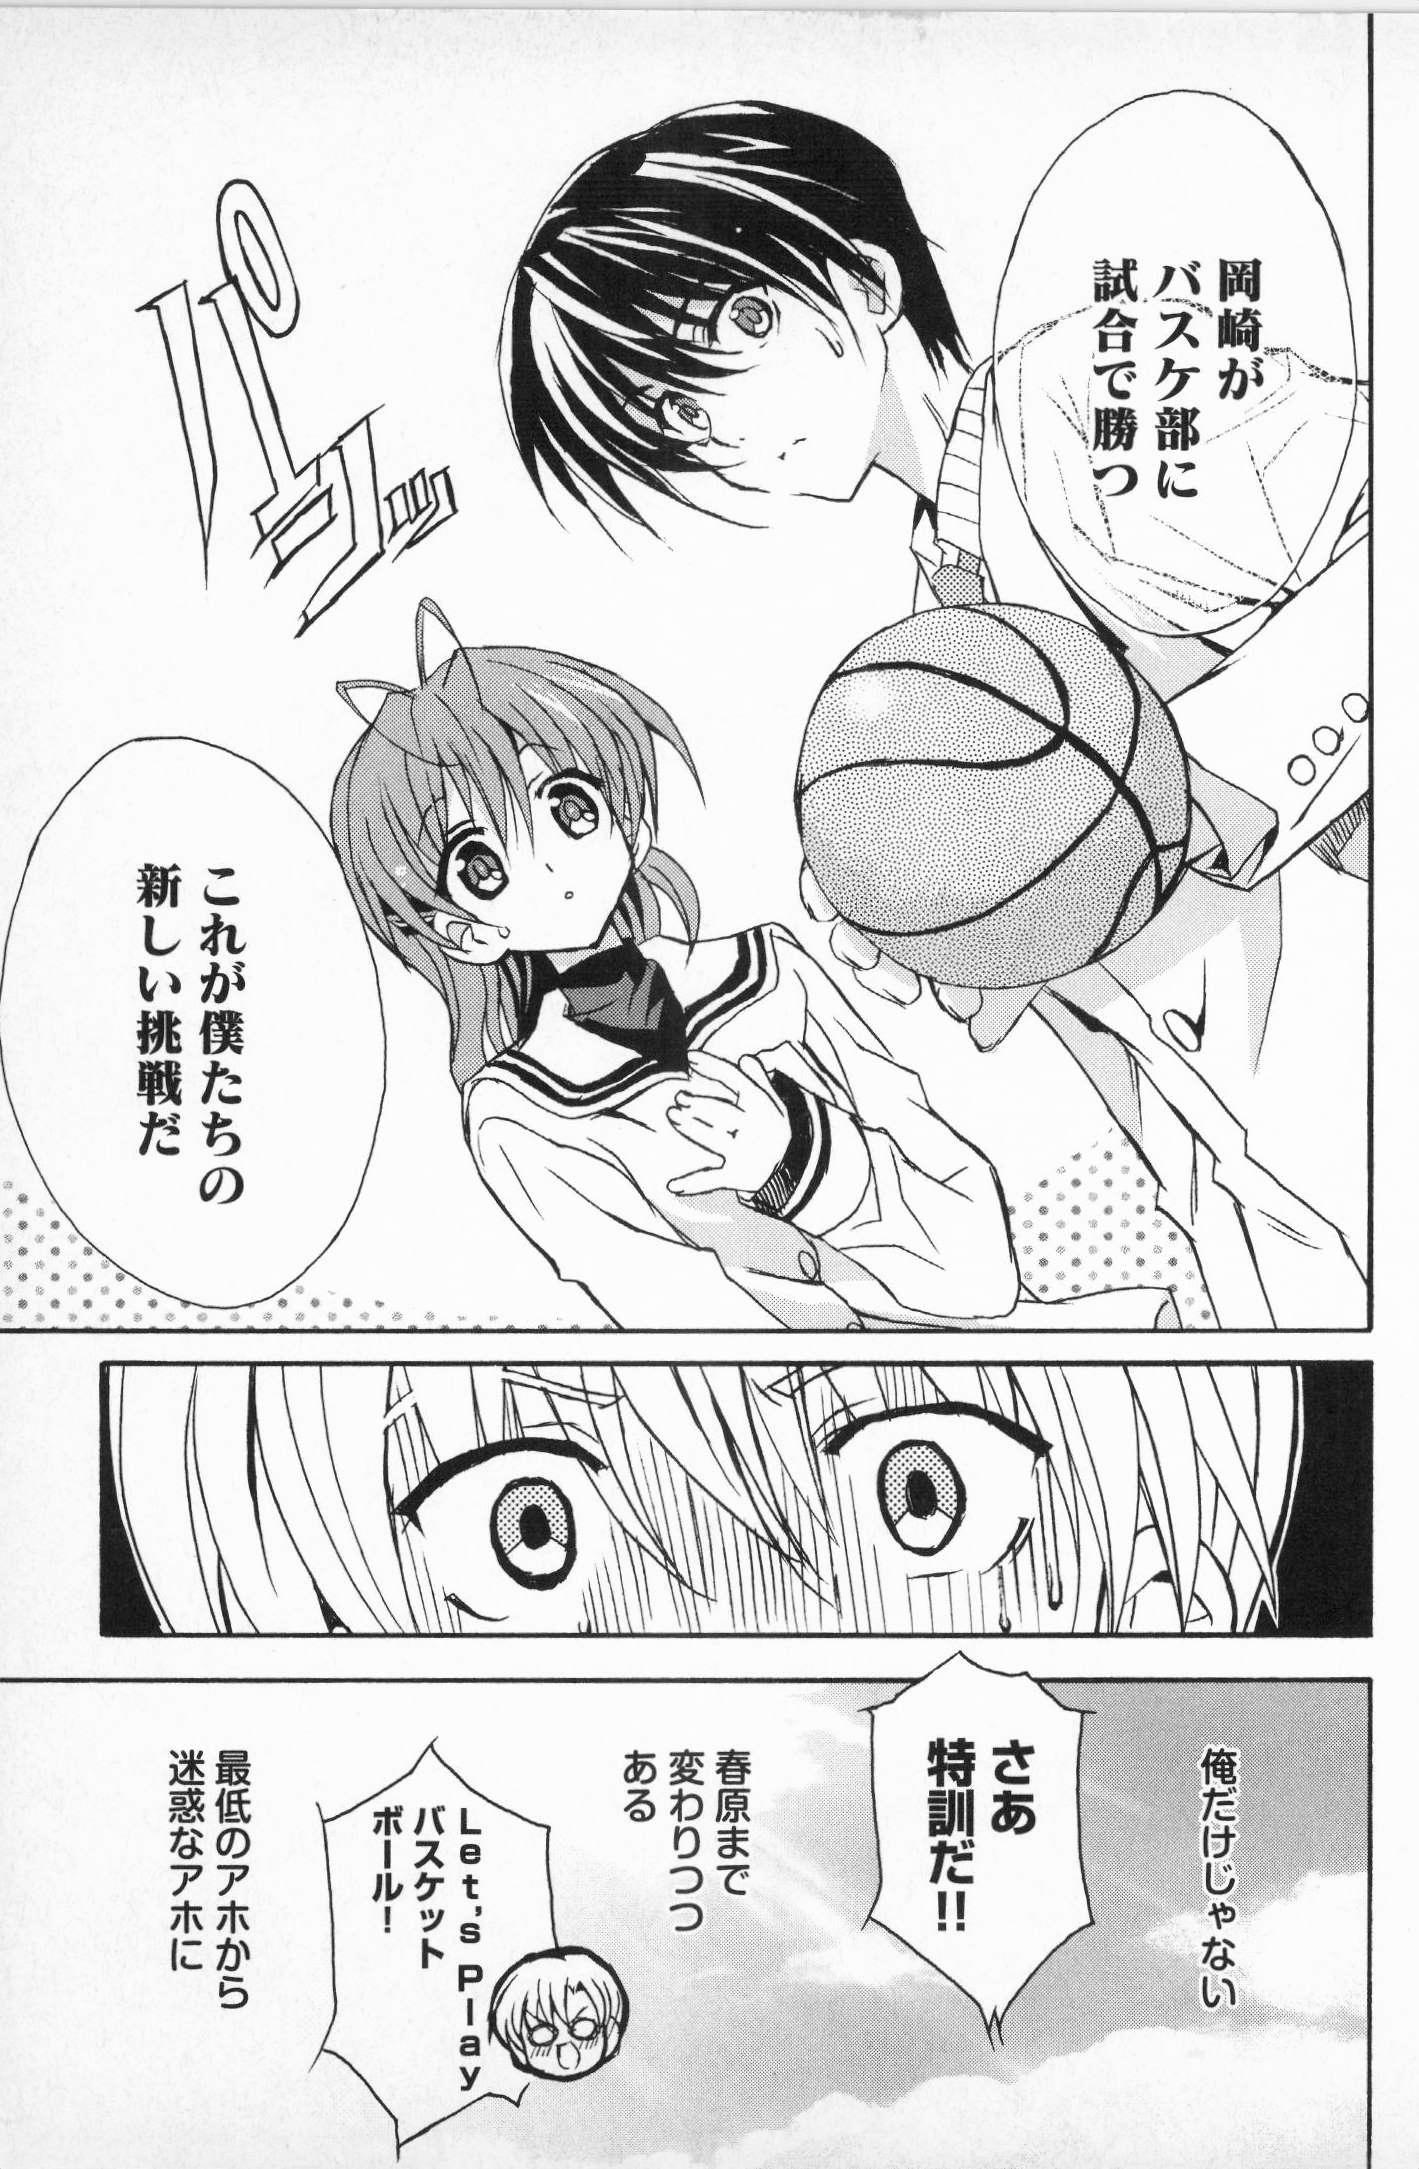 岡崎が
バスケ部に
試合で勝つ
パーンッ
これが僕たちの
新しい挑戦だ
俺だけじゃない
さあ
特訓だ!!
春原まで
変わりつつ
ある
Let's Play
バスケット
ボール!
最低のアホから
迷惑なアホに